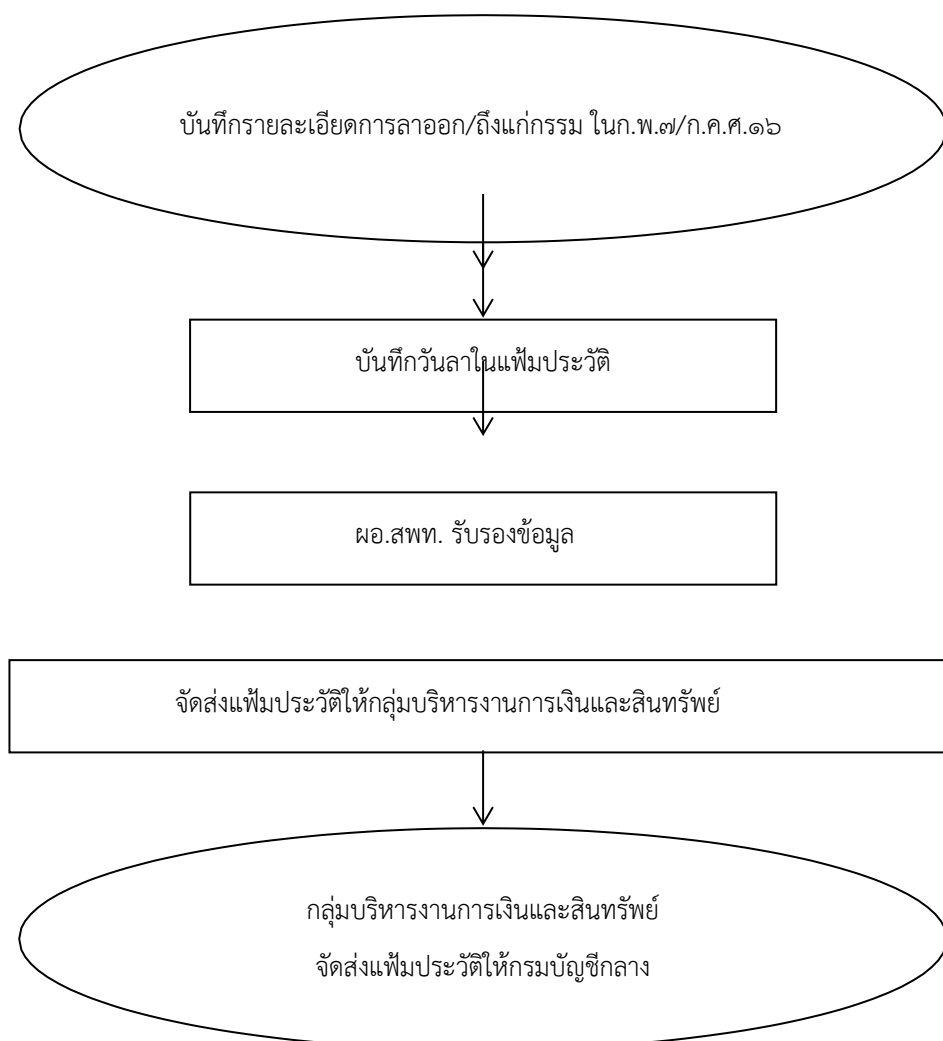 บันทึกรายละเอียดการลาออก/ถึงแก่กรรม ในก.พ.๗/ก.ค.ศ.๑๖
บันทึกวันลาในแฟ้มประวัติ
ผอ.สพท. รับรองข้อมูล
จัดส่งแฟ้มประวัติให้กลุ่มบริหารงานการเงินและสินทรัพย์
กลุ่มบริหารงานการเงินและสินทรัพย์
จัดส่งแฟ้มประวัติให้กรมบัญชีกลาง